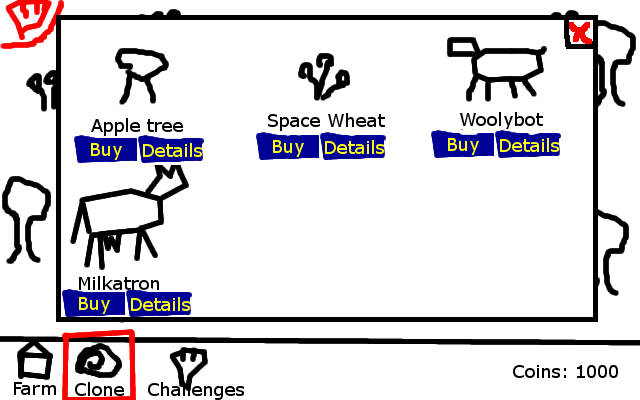 Apple tree
Space Wheat
Woolybot
Buy Details
Buy Details
Buy Details
Milkatron
Buy Details
Farm
Clone
Challenges
Coins: 1000